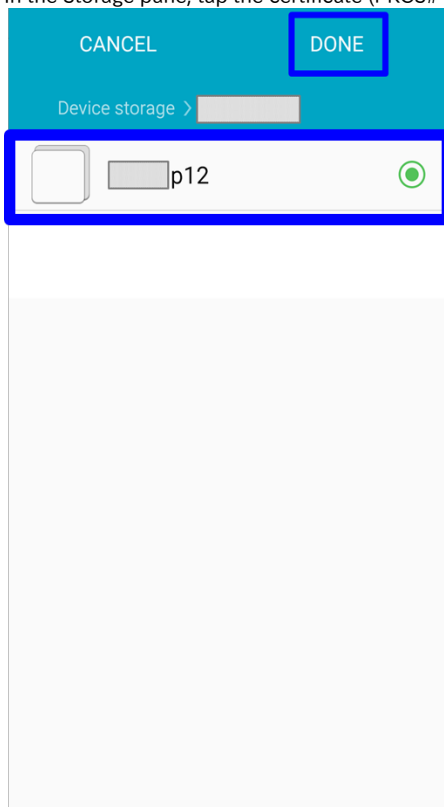 In the Storage pane, tap the certificate (PKCS#
CANCEL DONE
Device storage >
p12